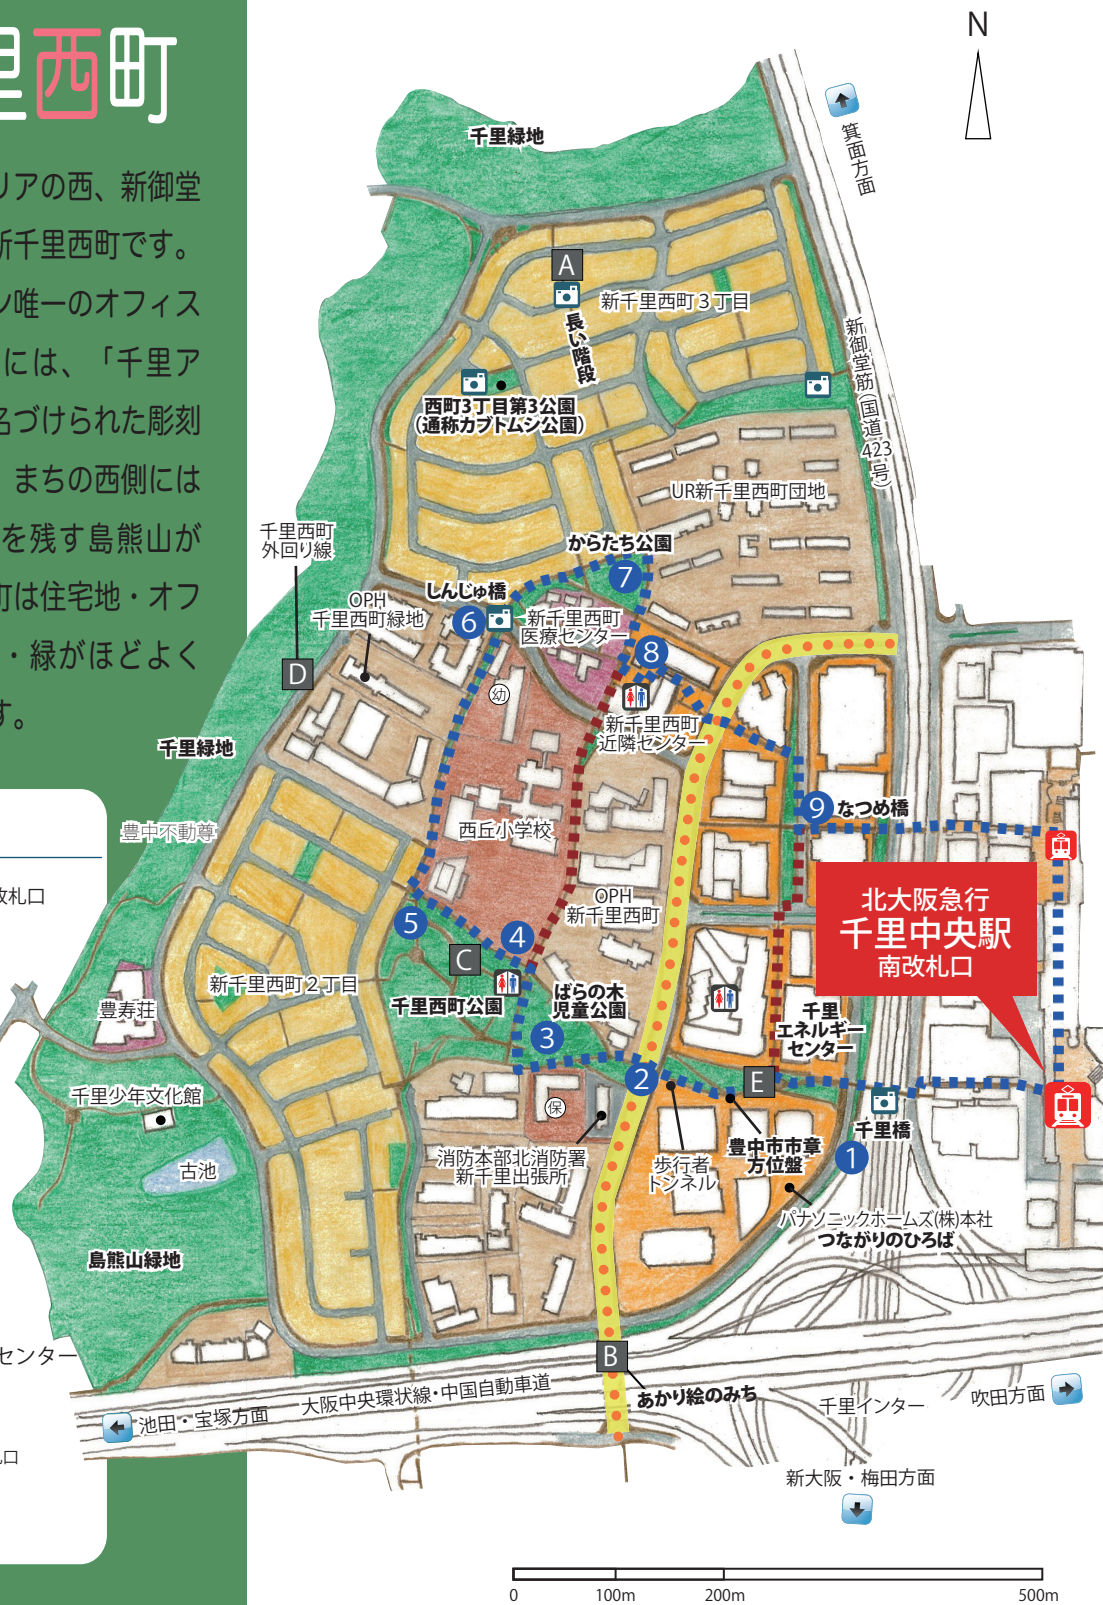 里西町
リアの西、新御堂
新千里西町です。
ン唯一のオフィス
には、「千里ア
名づけられた彫刻
まちの西側には
を残す島熊山が
町は住宅地・オフ
・緑がほどよく
す。
改札口
センター
札口
N
箕面方面
千里緑地
A
新千里西町3丁目
長い階段
西町3丁目第3公園
(通称カブトムシ公園)
新御堂筋(国道423号)
UR新千里西町団地
千里西町
外回り線
からたち公園
7
OPH
千里西町緑地
しんじゅ橋
6
新千里西町
医療センター
8
D
幼
新千里西町
近隣センター
千里緑地
豊中不動尊
西丘小学校
9
なつめ橋
OPH
新千里西町
北大阪急行
千里中央駅
南改札口
5
4
C
新千里西町2丁目
千里西町公園
ばらの木
児童公園
3
豊寿荘
千里
エネルギー
センター
2
E
千里少年文化館
保
古池
消防本部北消防署
新千里出張所
歩行者
トンネル
豊中市市章
方位盤
千里橋
1
パナソニックホームズ(株)本社
つながりのひろば
島熊山緑地
B
あかり絵のみち
大阪中央環状線・中国自動車道
池田・宝塚方面
千里インター
吹田方面
新大阪・梅田方面
0 100m 200m 500m